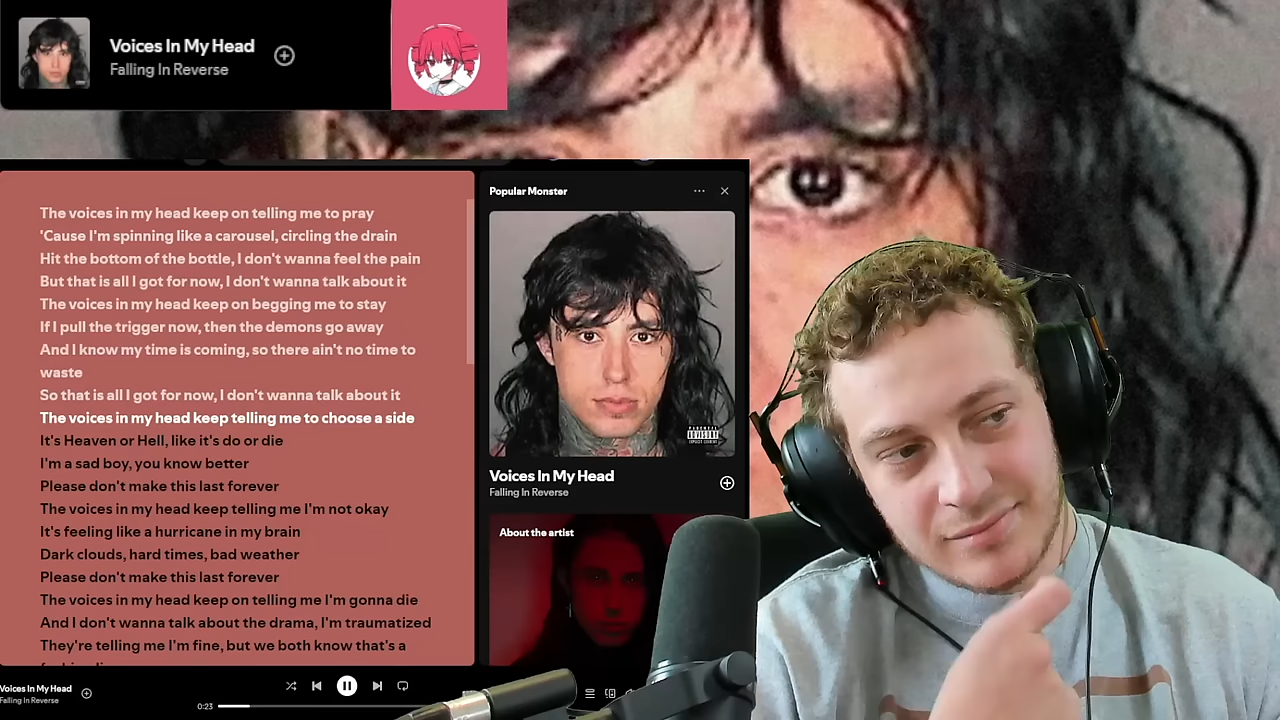 Voices In My Head
Falling In Reverse
The voices in my head keep on telling me to pray
'Cause I'm spinning like a carousel, circling the drain
Hit the bottom of the bottle, I don't wanna feel the pain
But that is all I got for now, I don't wanna talk about it
The voices in my head keep on begging me to stay
If I pull the trigger now, then the demons go away
And I know my time is coming, so there ain't no time to
waste
So that is all I got for now, I don't wanna talk about it
The voices in my head keep telling me to choose a side
It's Heaven or Hell, like it's do or die
I'm a sad boy, you know better
Please don't make this last forever
The voices in my head keep telling me I'm not okay
It's feeling like a hurricane in my brain
Dark clouds, hard times, bad weather
Please don't make this last forever
The voices in my head keep on telling me I'm gonna die
And I don't wanna talk about the drama, I'm traumatized
They're telling me I'm fine, but we both know that's a
Popular Monster
PARENTAL
ADVISORY
EXPLICIT CONTENT
Voices In My Head
Falling In Reverse
About the artist
Voices In My Head
Falling In Reverse
0:23